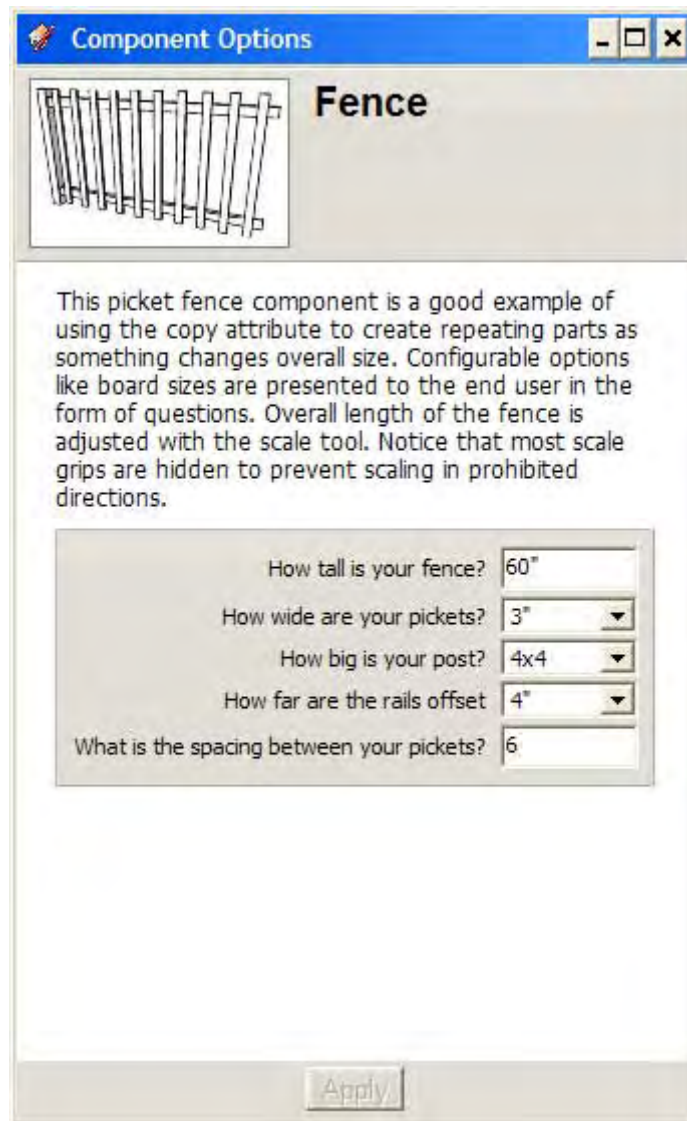 Component Options
Fence
This picket fence component is a good example of
using the copy attribute to create repeating parts as
something changes overall size. Configurable options
like board sizes are presented to the end user in the
form of questions. Overall length of the fence is
adjusted with the scale tool. Notice that most scale
grips are hidden to prevent scaling in prohibited
directions.
How tall is your fence? 60"
How wide are your pickets? 3"
How big is your post? 4x4
How far are the rails offset 4"
What is the spacing between your pickets? 6
Apply